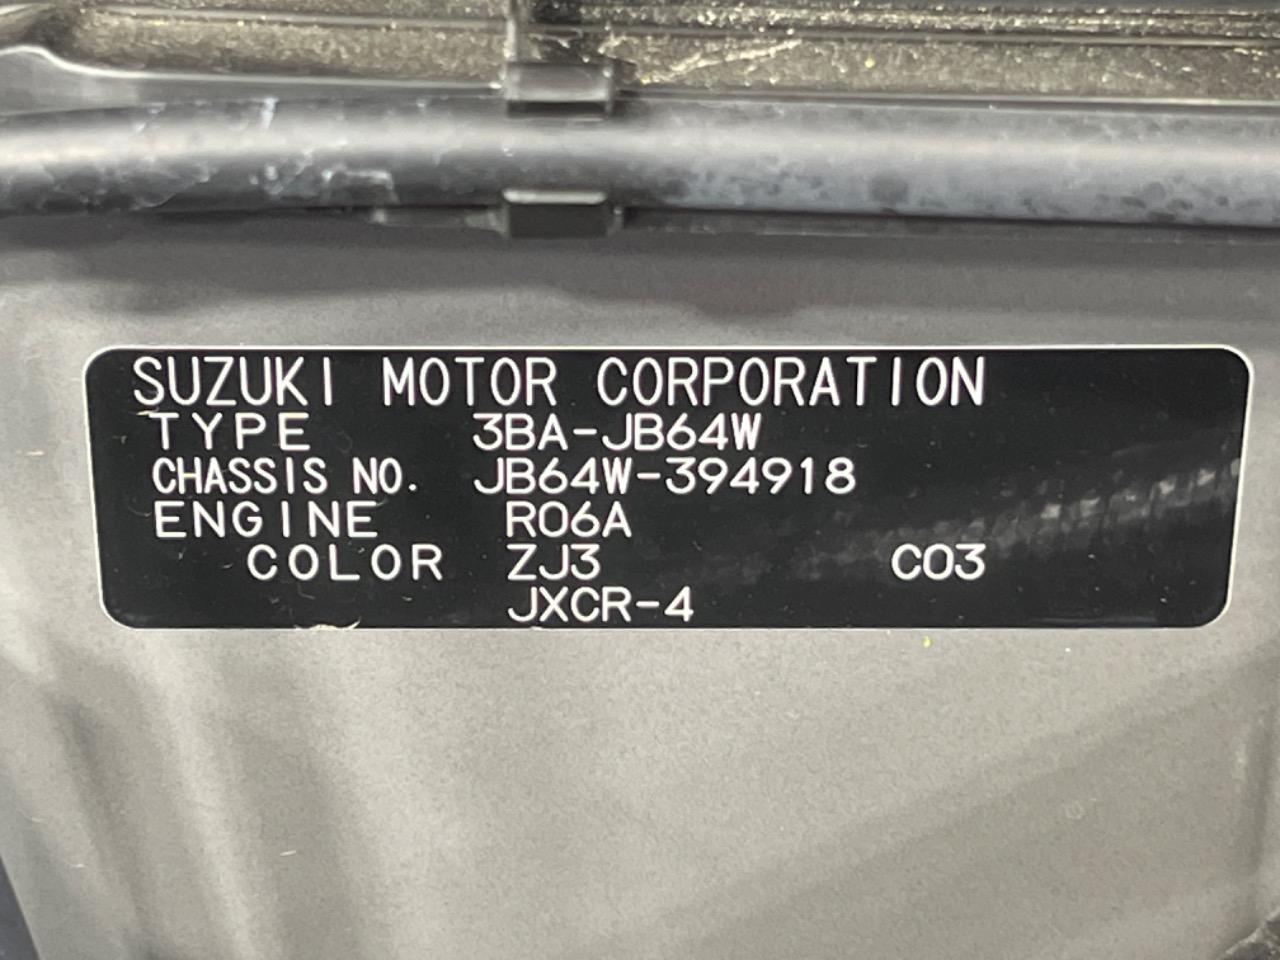 SUZUKI MOTOR CORPORATION
TYPE 3BA-JB64W
CHASSIS NO. JB64W-394918
ENGINE R06A
COLOR ZJ3 C03
JXCR-4